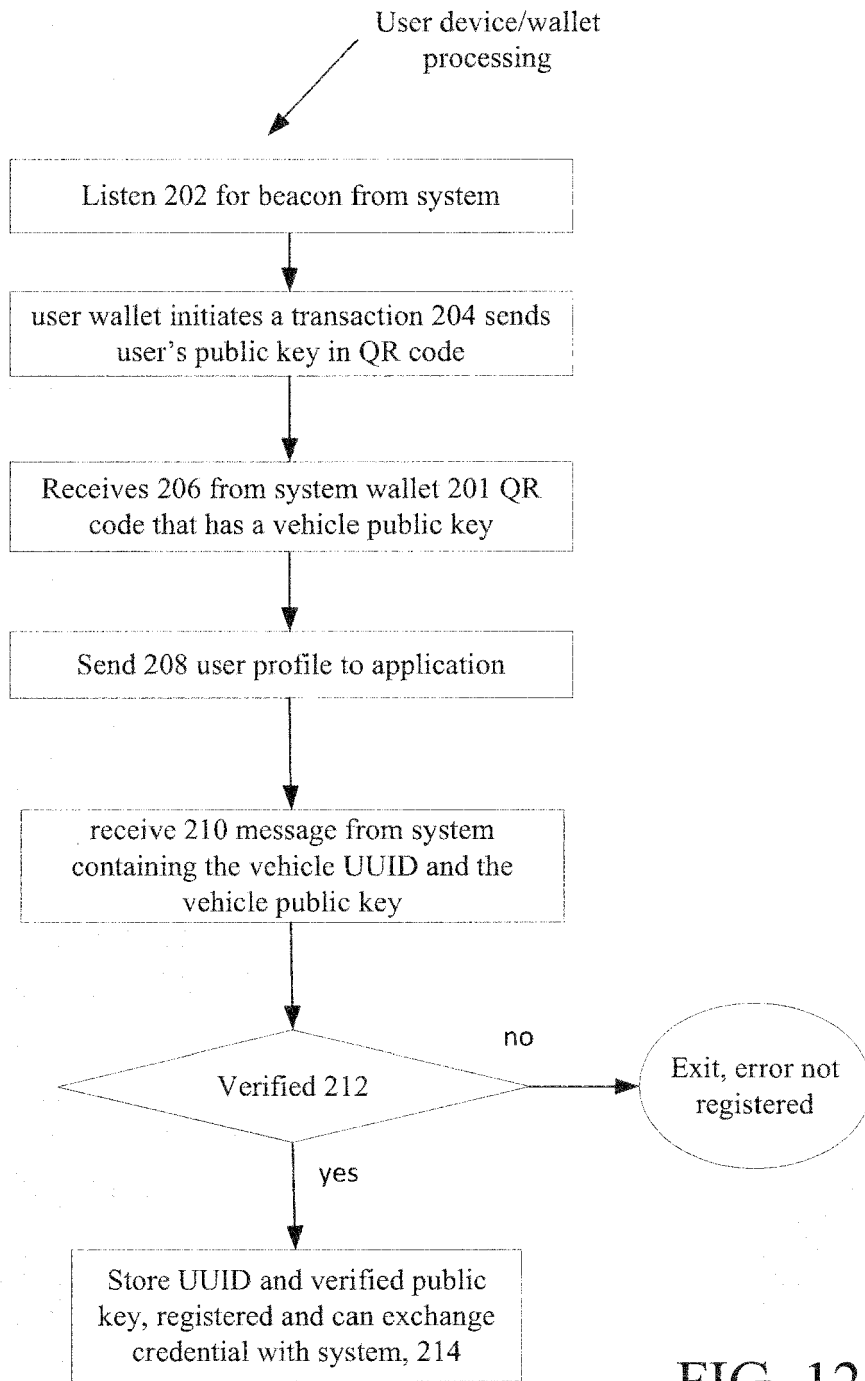 User device/wallet
processing
Listen 202 for beacon from system
user wallet initiates a transaction 204 sends
user's public key in QR code
Receives 206 from system wallet 201 QR
code that has a vehicle public key
Send 208 user profile to application
receive 210 message from system
containing the vehicle UUID and the
vehicle public key
no
Verified 212
Exit, error not
registered
yes
Store UUID and verified public
key, registered and can exchange
credential with system, 214
FIG. 12